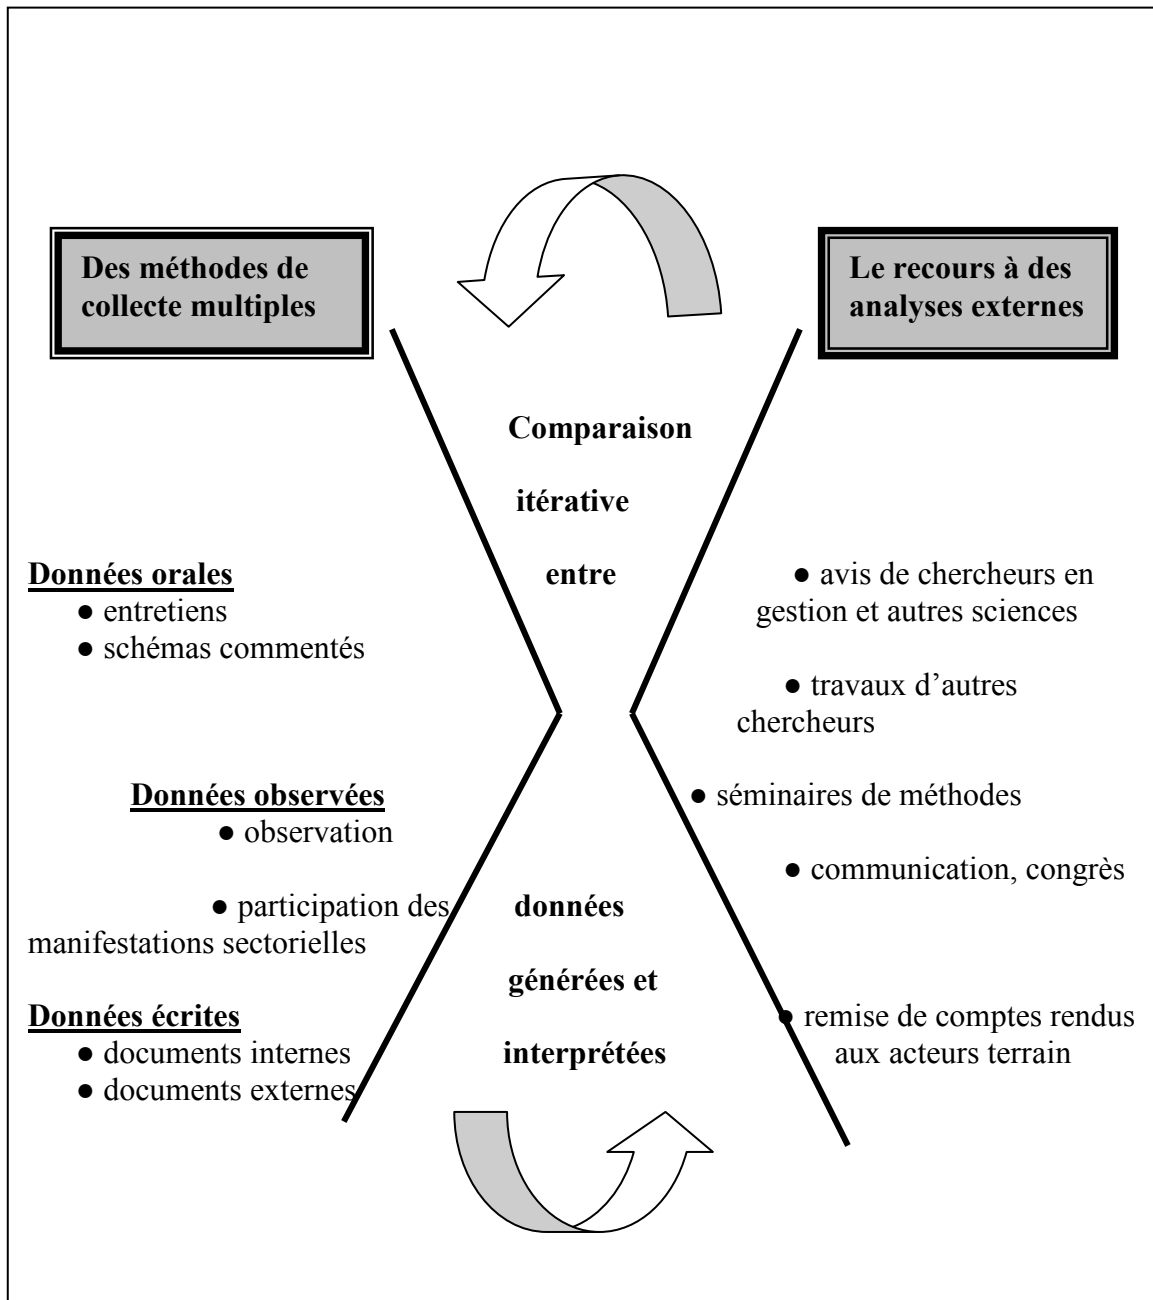 Des méthodes de
collecte multiples
Données orales
● entretiens
● schémas commentés
Données observées
● observation
● participation des
manifestations sectorielles
Données écrites
● documents internes
● documents externes
Comparaison
itérative
entre
données
générées et
interprétées
Le recours à des
analyses externes
● avis de chercheurs en
gestion et autres sciences
● travaux d’autres
chercheurs
● séminaires de méthodes
● communication, congrès
● remise de comptes rendus
aux acteurs terrain